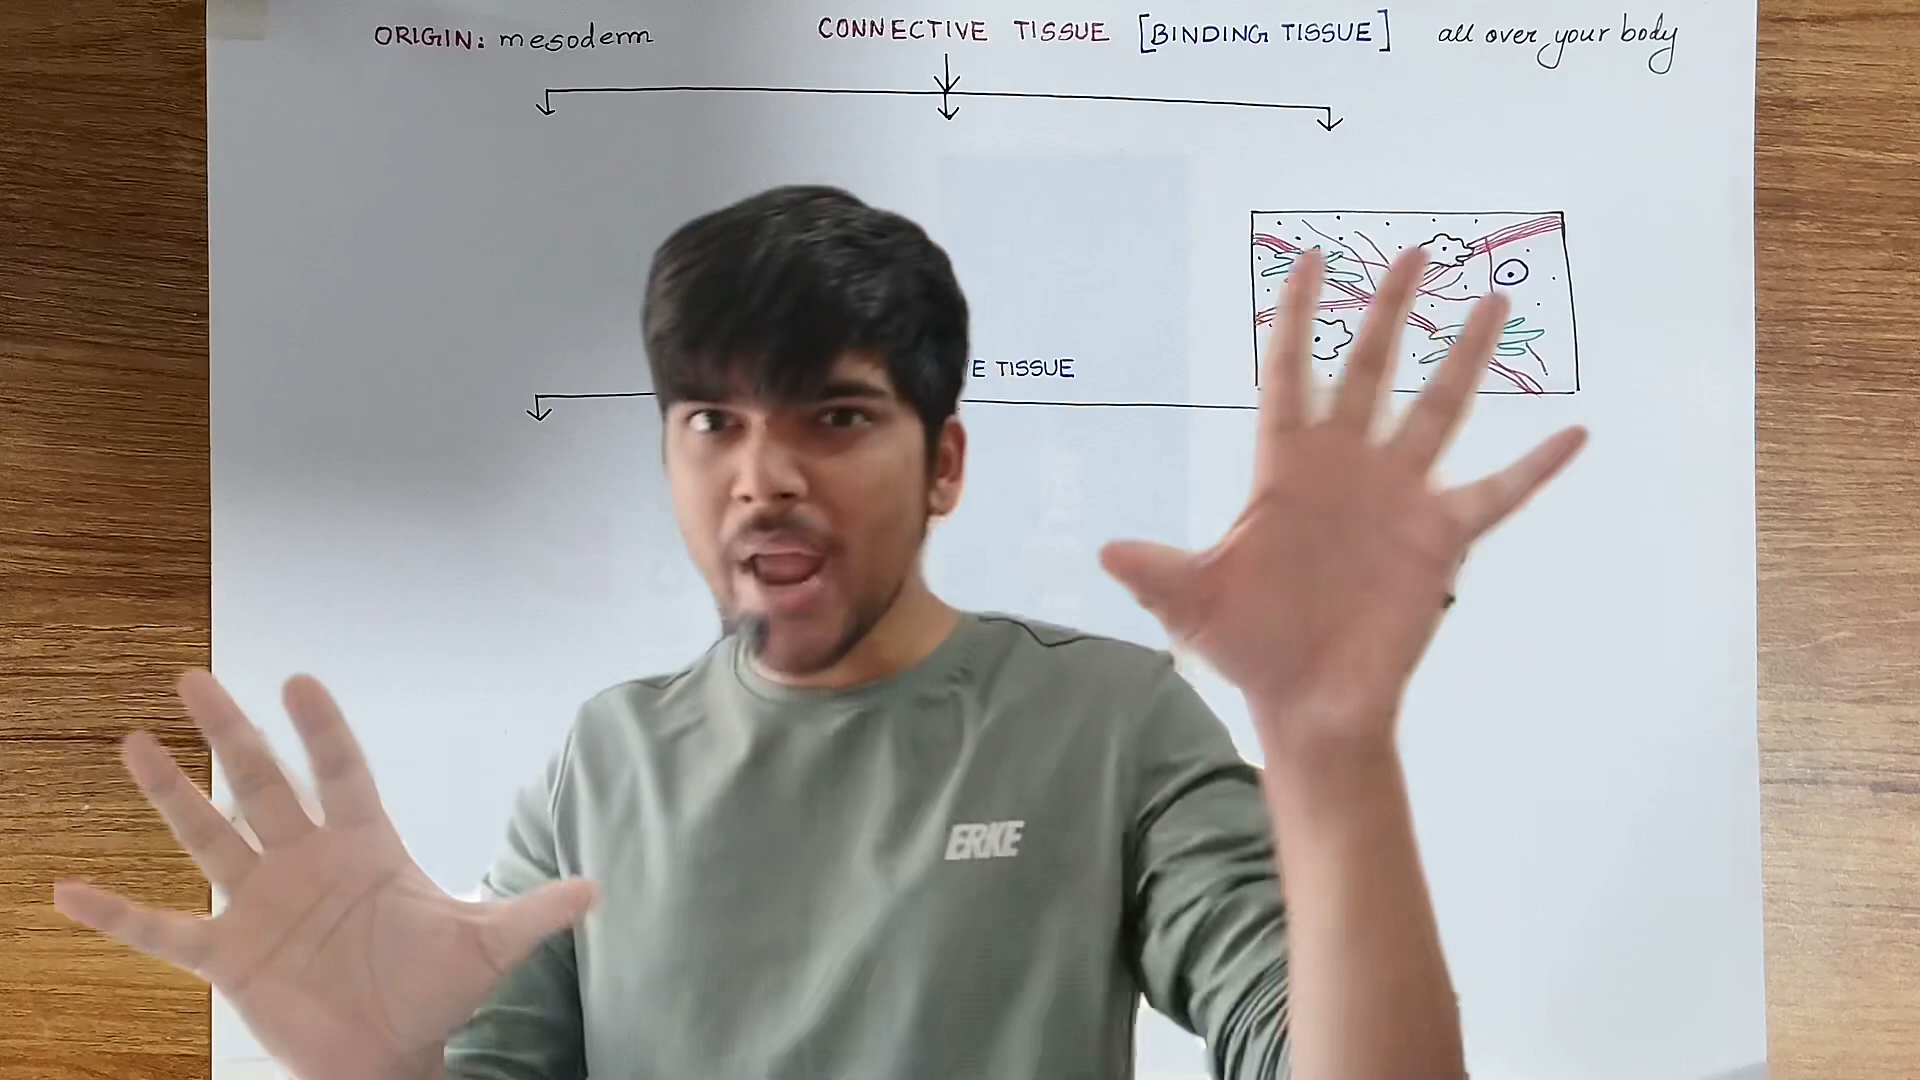 ORIGIN: mesoderm
CONNECTIVE TISSUE [BINDING TISSUE]
all over your body
TISSUE
ERKE